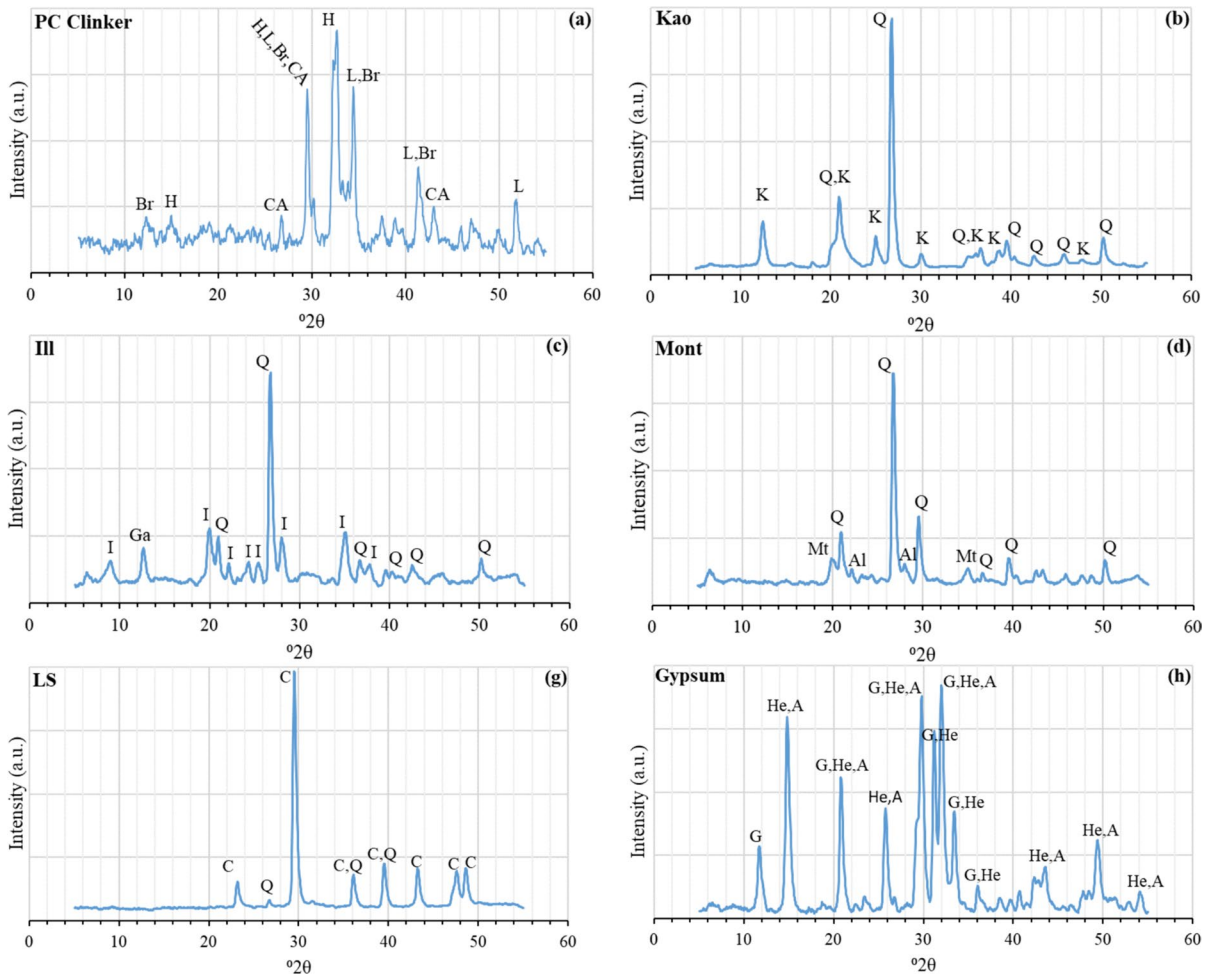 PC Clinker
(a)
H,L,Br,CA
H
L,Br
L,Br
Br
H
CA
CA
L
Intensity (a.u.)
0 10 20 30 40 50 60
º2θ
Kao
(b)
Q
Q,K
K
K
K
Q,K
K
Q
Q
Q
K
Q
Intensity (a.u.)
0 10 20 30 40 50 60
º2θ
Ill
(c)
Q
I
Ga
I
Q
I
I I
I
I
Q
I
Q
Q
Q
Intensity (a.u.)
0 10 20 30 40 50 60
º2θ
Mont
(d)
Q
Q
Q
Mt
Al
Al
Mt
Q
Q
Q
Intensity (a.u.)
0 10 20 30 40 50 60
º2θ
LS
(g)
C
C
Q
C,Q
C,Q
C
C
C
Intensity (a.u.)
0 10 20 30 40 50 60
º2θ
Gypsum
(h)
G
He,A
G,He,A
He,A
G,He,A
G,He
G,He,A
G,He
G,He
He,A
He,A
He,A
Intensity (a.u.)
0 10 20 30 40 50 60
º2θ